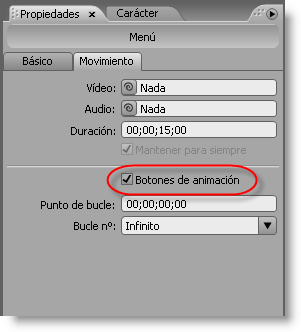 Propiedades × Carácter
Menú
Básico Movimiento
Vídeo: Nada
Audio: Nada
Duración: 00;00;15;00
Mantener para siempre
Botones de animación
Punto de bucle: 00;00;00;00
Bucle nº: Infinito